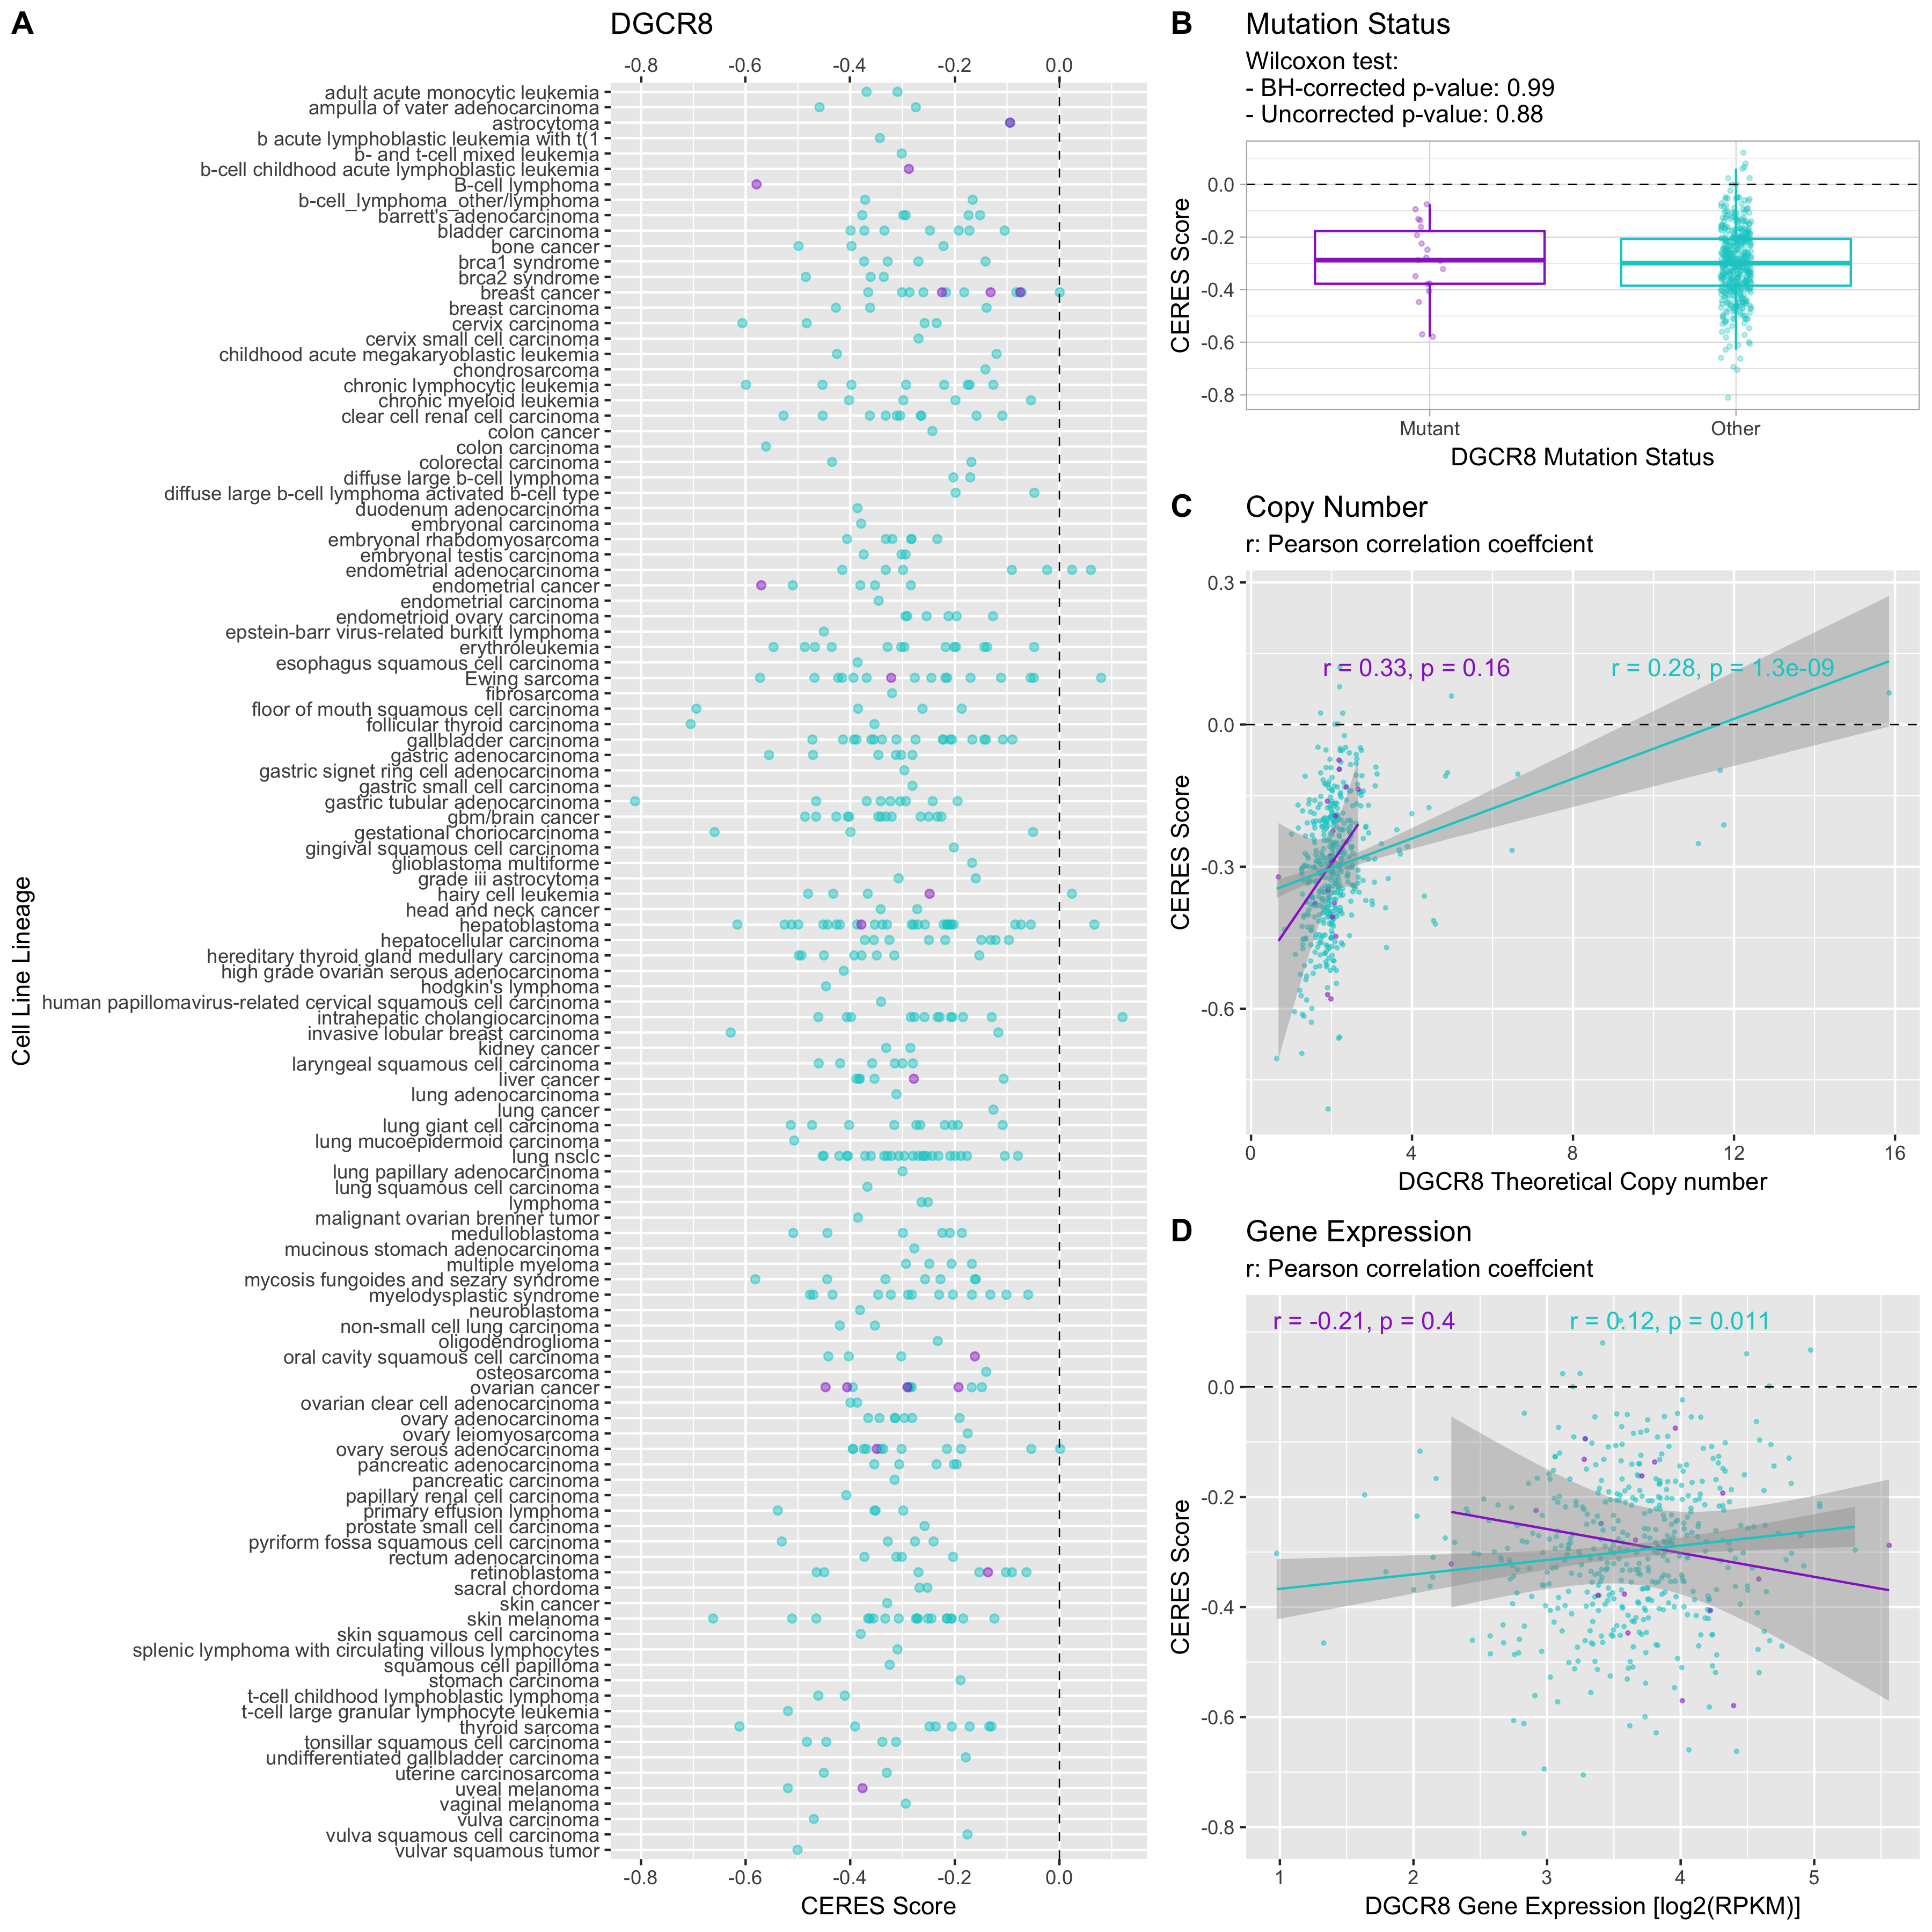 A
DGCR8
-0.8 -0.6 -0.4 -0.2 0.0
Cell Line Lineage
adult acute monocytic leukemia
ampulla of vater adenocarcinoma
astrocytoma
b acute lymphoblastic leukemia with t(1
b- and t-cell mixed leukemia
b-cell childhood acute lymphoblastic leukemia
B-cell lymphoma
b-cell_lymphoma_other/lymphoma
barrett's adenocarcinoma
bladder carcinoma
bone cancer
brca1 syndrome
brca2 syndrome
breast cancer
breast carcinoma
cervix carcinoma
cervix small cell carcinoma
childhood acute megakaryoblastic leukemia
chondrosarcoma
chronic lymphocytic leukemia
chronic myeloid leukemia
clear cell renal cell carcinoma
colon cancer
colon carcinoma
colorectal carcinoma
diffuse large b-cell lymphoma
diffuse large b-cell lymphoma activated b-cell type
duodenum adenocarcinoma
embryonal carcinoma
embryonal rhabdomyosarcoma
embryonal testis carcinoma
endometrial adenocarcinoma
endometrial cancer
endometrial carcinoma
endometrioid ovary carcinoma
epstein-barr virus-related burkitt lymphoma
erythroleukemia
esophagus squamous cell carcinoma
Ewing sarcoma
fibrosarcoma
floor of mouth squamous cell carcinoma
follicular thyroid carcinoma
gallbladder carcinoma
gastric adenocarcinoma
gastric signet ring cell adenocarcinoma
gastric small cell carcinoma
gastric tubular adenocarcinoma
gbm/brain cancer
gestational choriocarcinoma
gingival squamous cell carcinoma
glioblastoma multiforme
grade iii astrocytoma
hairy cell leukemia
head and neck cancer
hepatoblastoma
hepatocellular carcinoma
hereditary thyroid gland medullary carcinoma
high grade ovarian serous adenocarcinoma
hodgkin's lymphoma
human papillomavirus-related cervical squamous cell carcinoma
intrahepatic cholangiocarcinoma
invasive lobular breast carcinoma
kidney cancer
laryngeal squamous cell carcinoma
liver cancer
lung adenocarcinoma
lung cancer
lung giant cell carcinoma
lung mucoepidermoid carcinoma
lung nsclc
lung papillary adenocarcinoma
lung squamous cell carcinoma
lymphoma
malignant ovarian brenner tumor
medulloblastoma
mucinous stomach adenocarcinoma
multiple myeloma
mycosis fungoides and sezary syndrome
myelodysplastic syndrome
neuroblastoma
non-small cell lung carcinoma
oligodendroglioma
oral cavity squamous cell carcinoma
osteosarcoma
ovarian cancer
ovarian clear cell adenocarcinoma
ovary adenocarcinoma
ovary leiomyosarcoma
ovary serous adenocarcinoma
pancreatic adenocarcinoma
pancreatic carcinoma
papillary renal cell carcinoma
primary effusion lymphoma
prostate small cell carcinoma
pyriform fossa squamous cell carcinoma
rectum adenocarcinoma
retinoblastoma
sacral chordoma
skin cancer
skin melanoma
skin squamous cell carcinoma
splenic lymphoma with circulating villous lymphocytes
squamous cell papilloma
stomach carcinoma
t-cell childhood lymphoblastic lymphoma
t-cell large granular lymphocyte leukemia
thyroid sarcoma
tonsillar squamous cell carcinoma
undifferentiated gallbladder carcinoma
uterine carcinosarcoma
uveal melanoma
vaginal melanoma
vulva carcinoma
vulva squamous cell carcinoma
vulvar squamous tumor
-0.8 -0.6 -0.4 -0.2 0.0
CERES Score
B
Mutation Status
Wilcoxon test:
- BH-corrected p-value: 0.99
- Uncorrected p-value: 0.88
CERES Score
0.0
-0.2
-0.4
-0.6
-0.8
Mutant Other
DGCR8 Mutation Status
C
Copy Number
r: Pearson correlation coeffcient
r = 0.33, p = 0.16 r = 0.28, p = 1.3e-09
CERES Score
0.3
0.0
-0.3
-0.6
0 4 8 12 16
DGCR8 Theoretical Copy number
D
Gene Expression
r: Pearson correlation coeffcient
r = -0.21, p = 0.4 r = 0.12, p = 0.011
CERES Score
0.0
-0.2
-0.4
-0.6
-0.8
1 2 3 4 5
DGCR8 Gene Expression [log2(RPKM)]